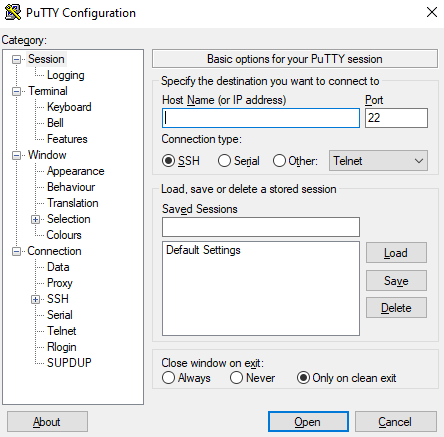 PuTTY Configuration
Category:
Session
Logging
Terminal
Keyboard
Bell
Features
Window
Appearance
Behaviour
Translation
Selection
Colours
Connection
Data
Proxy
SSH
Serial
Telnet
Rlogin
SUPDUP
Basic options for your PuTTY session
Specify the destination you want to connect to
Host Name (or IP address) Port
22
Connection type:
SSH Serial Other: Telnet
Load, save or delete a stored session
Saved Sessions
Default Settings
Load
Save
Delete
Close window on exit:
Always Never Only on clean exit
About Open Cancel